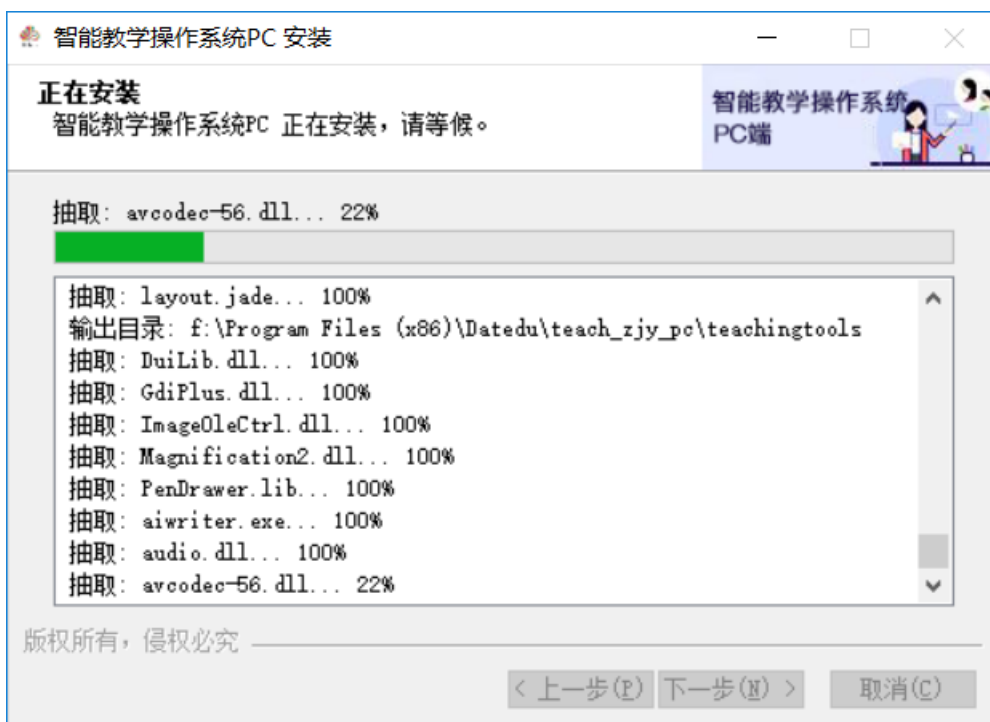 智能教学操作系统PC 安装
正在安装
智能教学操作系统PC 正在安装，请等候。
智能教学操作系统
PC端
抽取: avcodec-56.dll... 22%
抽取: layout.jade... 100%
输出目录: f:\Program Files (x86)\Datedu\teach_zjy_pc\teachingtools
抽取: DuiLib.dll... 100%
抽取: GdiPlus.dll... 100%
抽取: ImageOleCtrl.dll... 100%
抽取: Magnification2.dll... 100%
抽取: PenDrawer.lib... 100%
抽取: aiwriter.exe... 100%
抽取: audio.dll... 100%
抽取: avcodec-56.dll... 22%
版权所有，侵权必究
< 上一步(P) 下一步(N) > 取消(C)